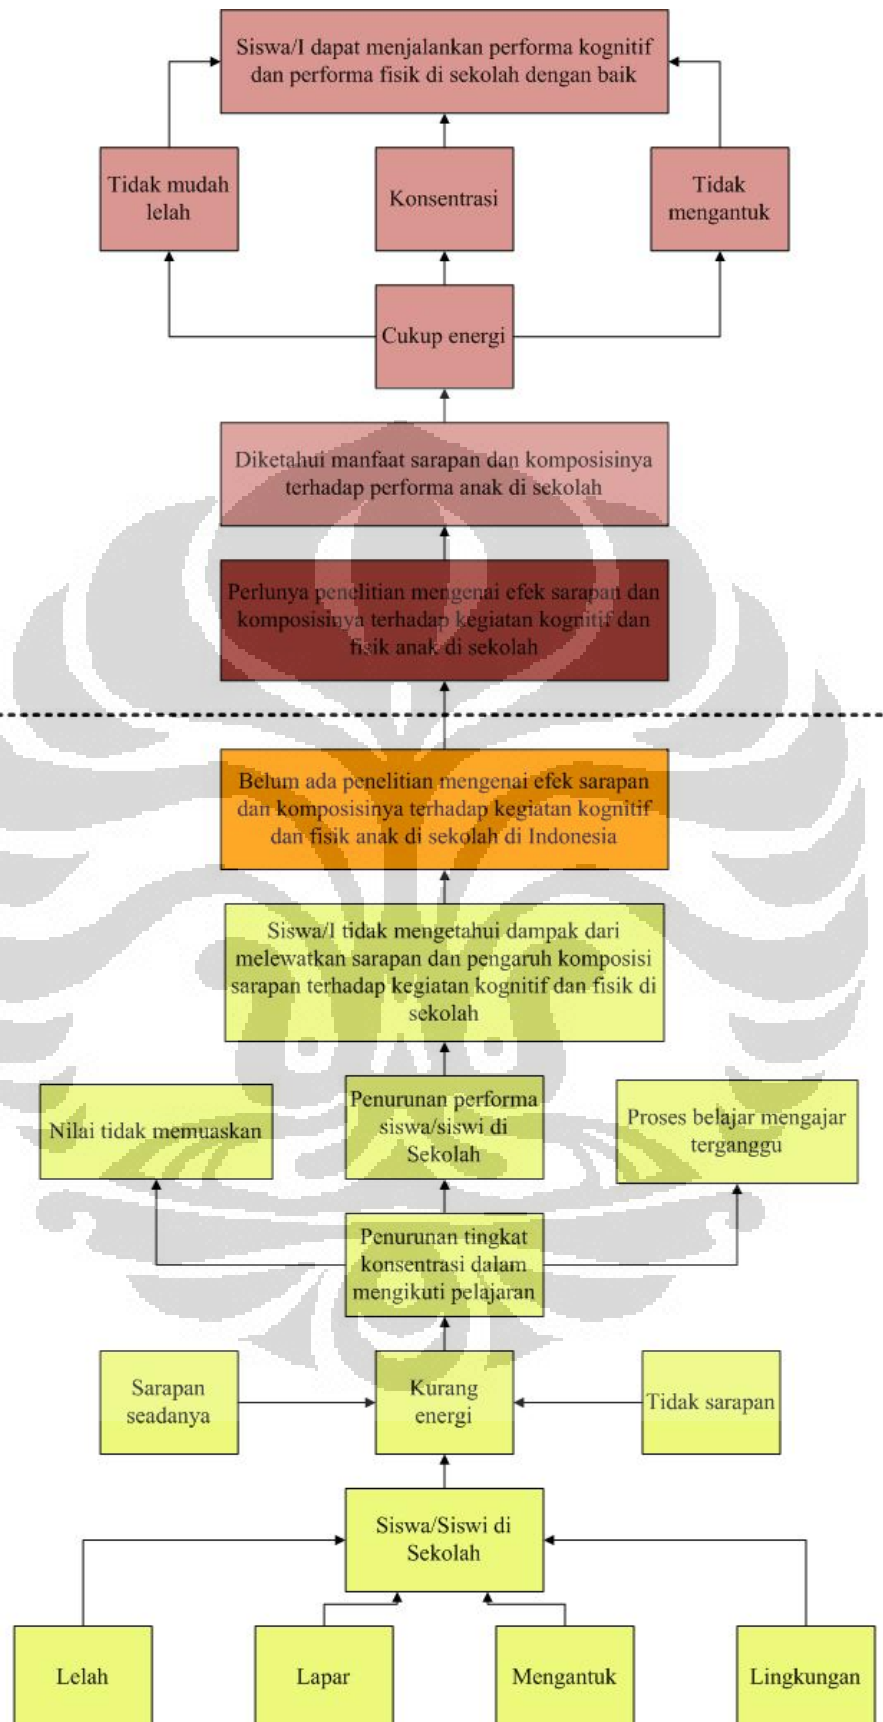 Siswa/I dapat menjalankan performa kognitif
dan performa fisik di sekolah dengan baik
Tidak mudah
lelah
Konsentrasi
Tidak
mengantuk
Cukup energi
Diketahui manfaat sarapan dan komposisinya
terhadap performa anak di sekolah
Perlunya penelitian mengenai efek sarapan dan
komposisinya terhadap kegiatan kognitif dan
fisik anak di sekolah
Belum ada penelitian mengenai efek sarapan
dan komposisinya terhadap kegiatan kognitif
dan fisik anak di sekolah di Indonesia
Siswa/I tidak mengetahui dampak dari
melewatkan sarapan dan pengaruh komposisi
sarapan terhadap kegiatan kognitif dan fisik di
sekolah
Nilai tidak memuaskan
Penurunan performa
siswa/siswi di
Sekolah
Proses belajar mengajar
terganggu
Penurunan tingkat
konsentrasi dalam
mengikuti pelajaran
Sarapan
seadanya
Kurang
energi
Tidak sarapan
Siswa/Siswi di
Sekolah
Lelah
Lapar
Mengantuk
Lingkungan